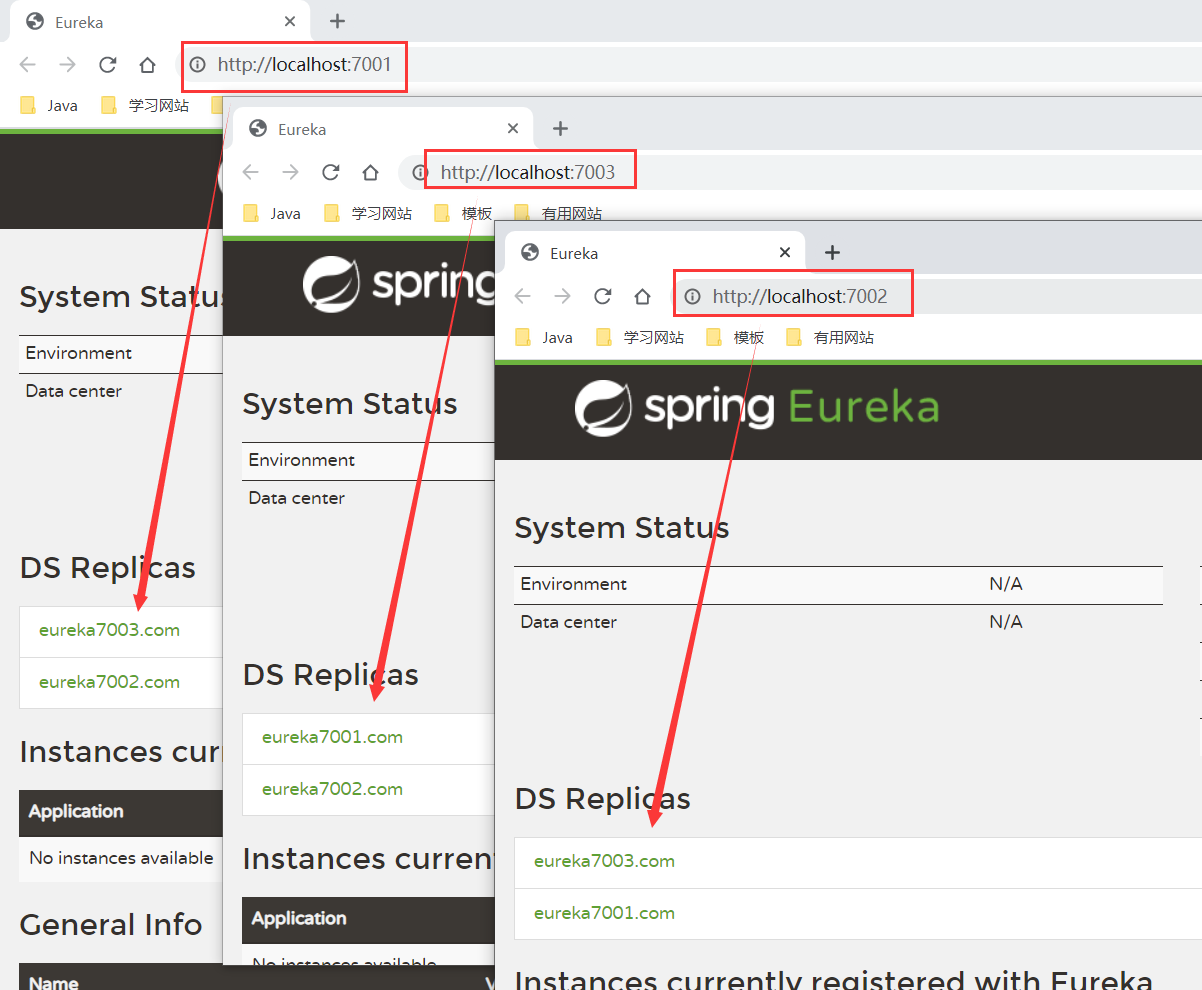 Eureka
http://localhost:7001
Java
学习网站
System Statu
Environment
Data center
DS Replicas
eureka7003.com
eureka7002.com
Instances cur
Application
No instances available
General Info
Name
Eureka
http://localhost:7003
Java
学习网站
模板
有用网站
spring
System Status
Environment
Data center
DS Replicas
eureka7001.com
eureka7002.com
Instances curren
Application
No instances available
V
Eureka
http://localhost:7002
Java
学习网站
模板
有用网站
spring Eureka
System Status
Environment N/A
Data center N/A
DS Replicas
eureka7003.com
eureka7001.com
Instances currently registered with Eureka